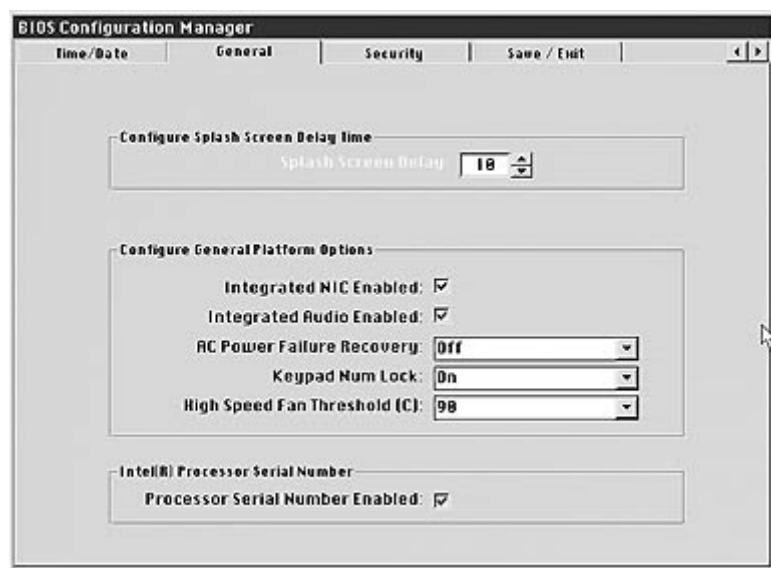 BIOS Configuration Manager
Time/Date General Security Save / Exit
Configure Splash Screen Delay Time
Splash Screen Delay 10
Configure General Platform Options
Integrated NIC Enabled:
Integrated Audio Enabled:
AC Power Failure Recovery: Off
Keypad Num Lock: On
High Speed Fan Threshold (C): 90
Intel(R) Processor Serial Number
Processor Serial Number Enabled: